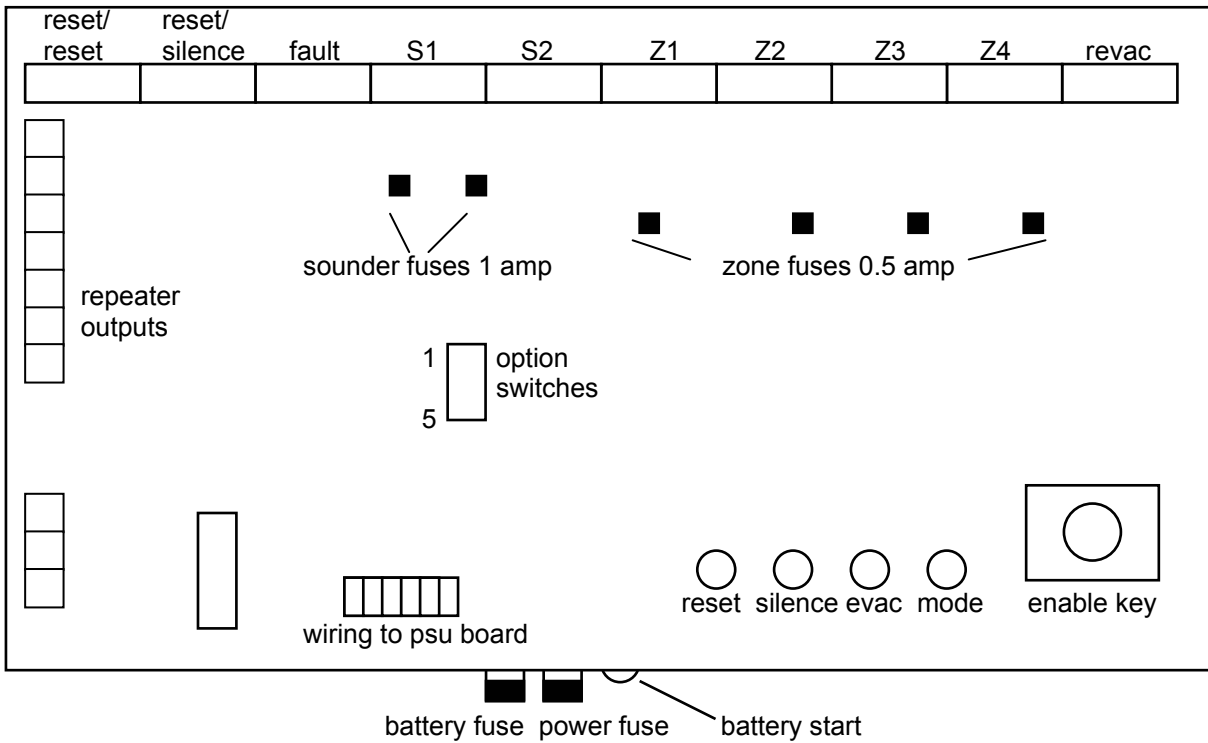 reset/
reset
reset/
silence
fault
S1
S2
Z1
Z2
Z3
Z4
revac
sounder fuses 1 amp
zone fuses 0.5 amp
repeater
outputs
1
5
option
switches
reset
silence
evac
mode
enable key
wiring to psu board
battery fuse
power fuse
battery start